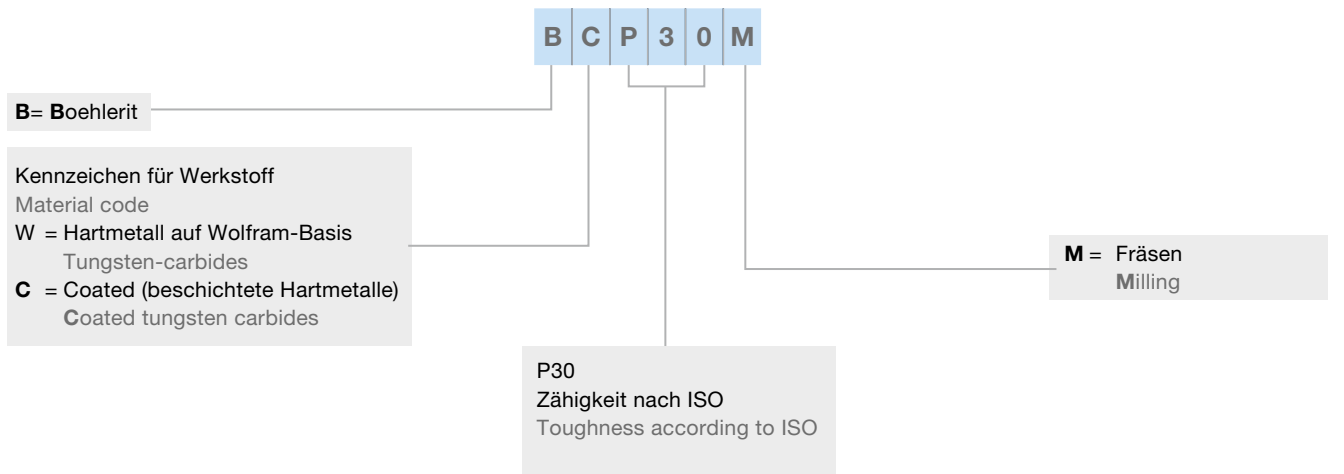 B C P 3 0 M
B= Boehlerit
Kennzeichen für Werkstoff
Material code
W = Hartmetall auf Wolfram-Basis
Tungsten-carbides
C = Coated (beschichtete Hartmetalle)
Coated tungsten carbides
M = Fräsen
Milling
P30
Zähigkeit nach ISO
Toughness according to ISO